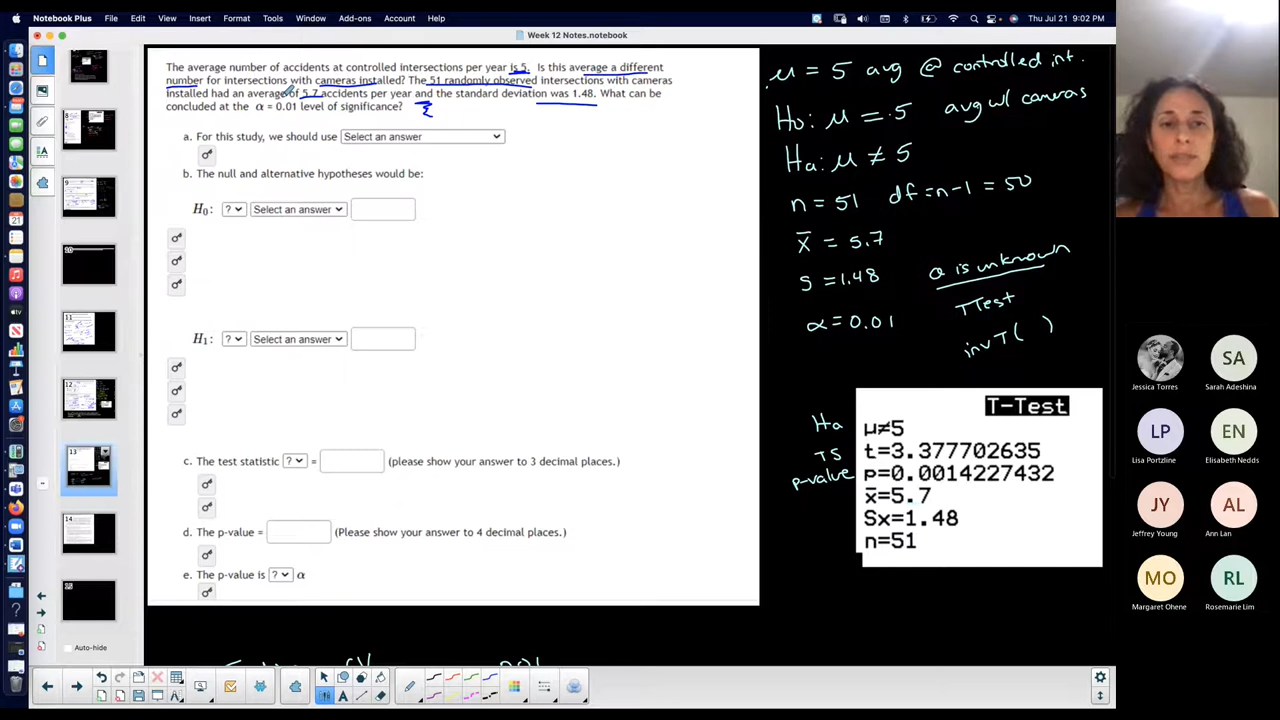 Notebook Plus File Edit View Insert Format Tools Window Add-ons Account Help
Thu Jul 21 9:02 PM
Week 12 Notes.notebook
The average number of accidents at controlled intersections per year is 5. Is this average a different
number for intersections with cameras installed? The 51 randomly observed intersections with cameras
installed had an average of 5.7 accidents per year and the standard deviation was 1.48. What can be
concluded at the α = 0.01 level of significance?
a. For this study, we should use Select an answer
b. The null and alternative hypotheses would be:
H0: ? Select an answer
H1: ? Select an answer
c. The test statistic ? = (please show your answer to 3 decimal places.)
d. The p-value = (Please show your answer to 4 decimal places.)
e. The p-value is ? α
μ = 5 avg @ controlled int.
Ho: μ = 5 avg w/ cameras
Ha: μ ≠ 5
n = 51 df = n-1 = 50
x̄ = 5.7
s = 1.48
σ is unknown
α = 0.01
TTest
invT( )
T-Test
Ha μ≠5
TS t=3.377702635
p-value p=0.0014227432
x̄=5.7
Sx=1.48
n=51
8
9
10
11
12
13
14
15
Auto-hide
Jessica Torres
SA
Sarah Adeshina
LP
Lisa Portzline
EN
Elisabeth Nedds
JY
Jeffrey Young
AL
Ann Lan
MO
Margaret Ohene
RL
Rosemarie Lim